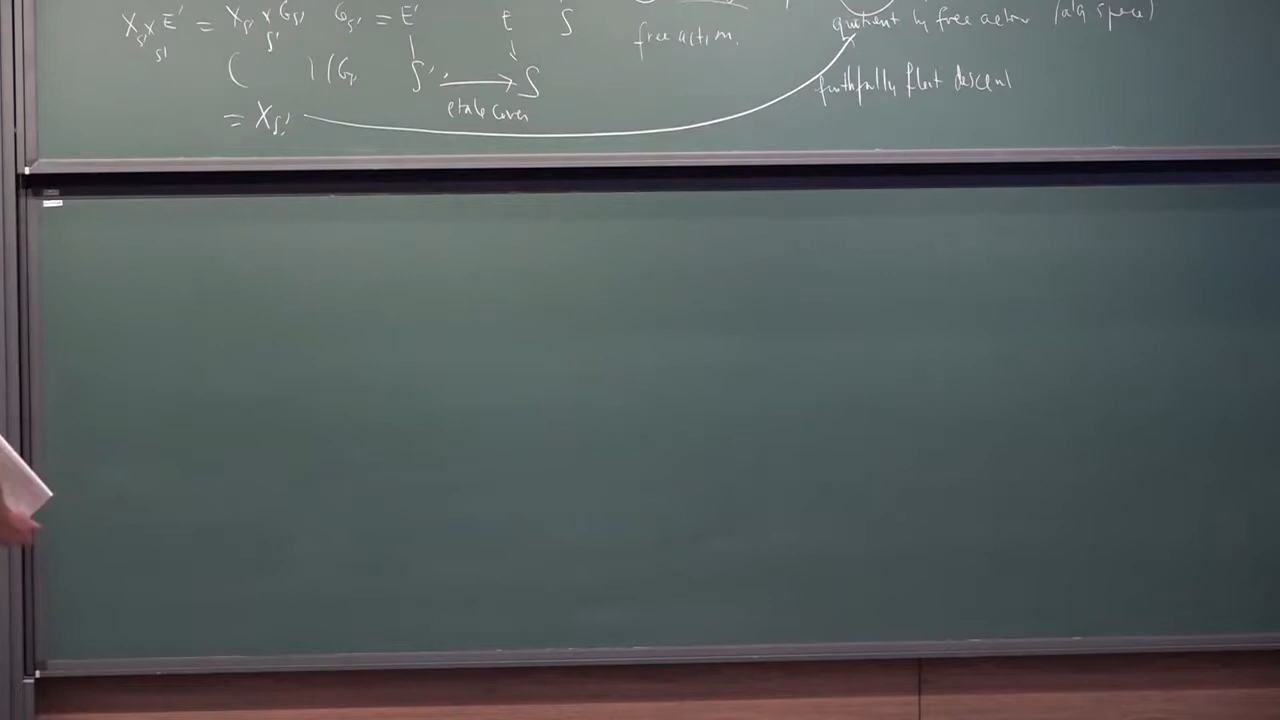 X_{S'} ×_{S'} E' = X_{S'} ×_{S'} G_{S'} G_{S'} = E' E S free action. quotient by free action (alg space)
( )/G_{S'} S' → S faithfully flat descent
etale cover
= X_{S'}